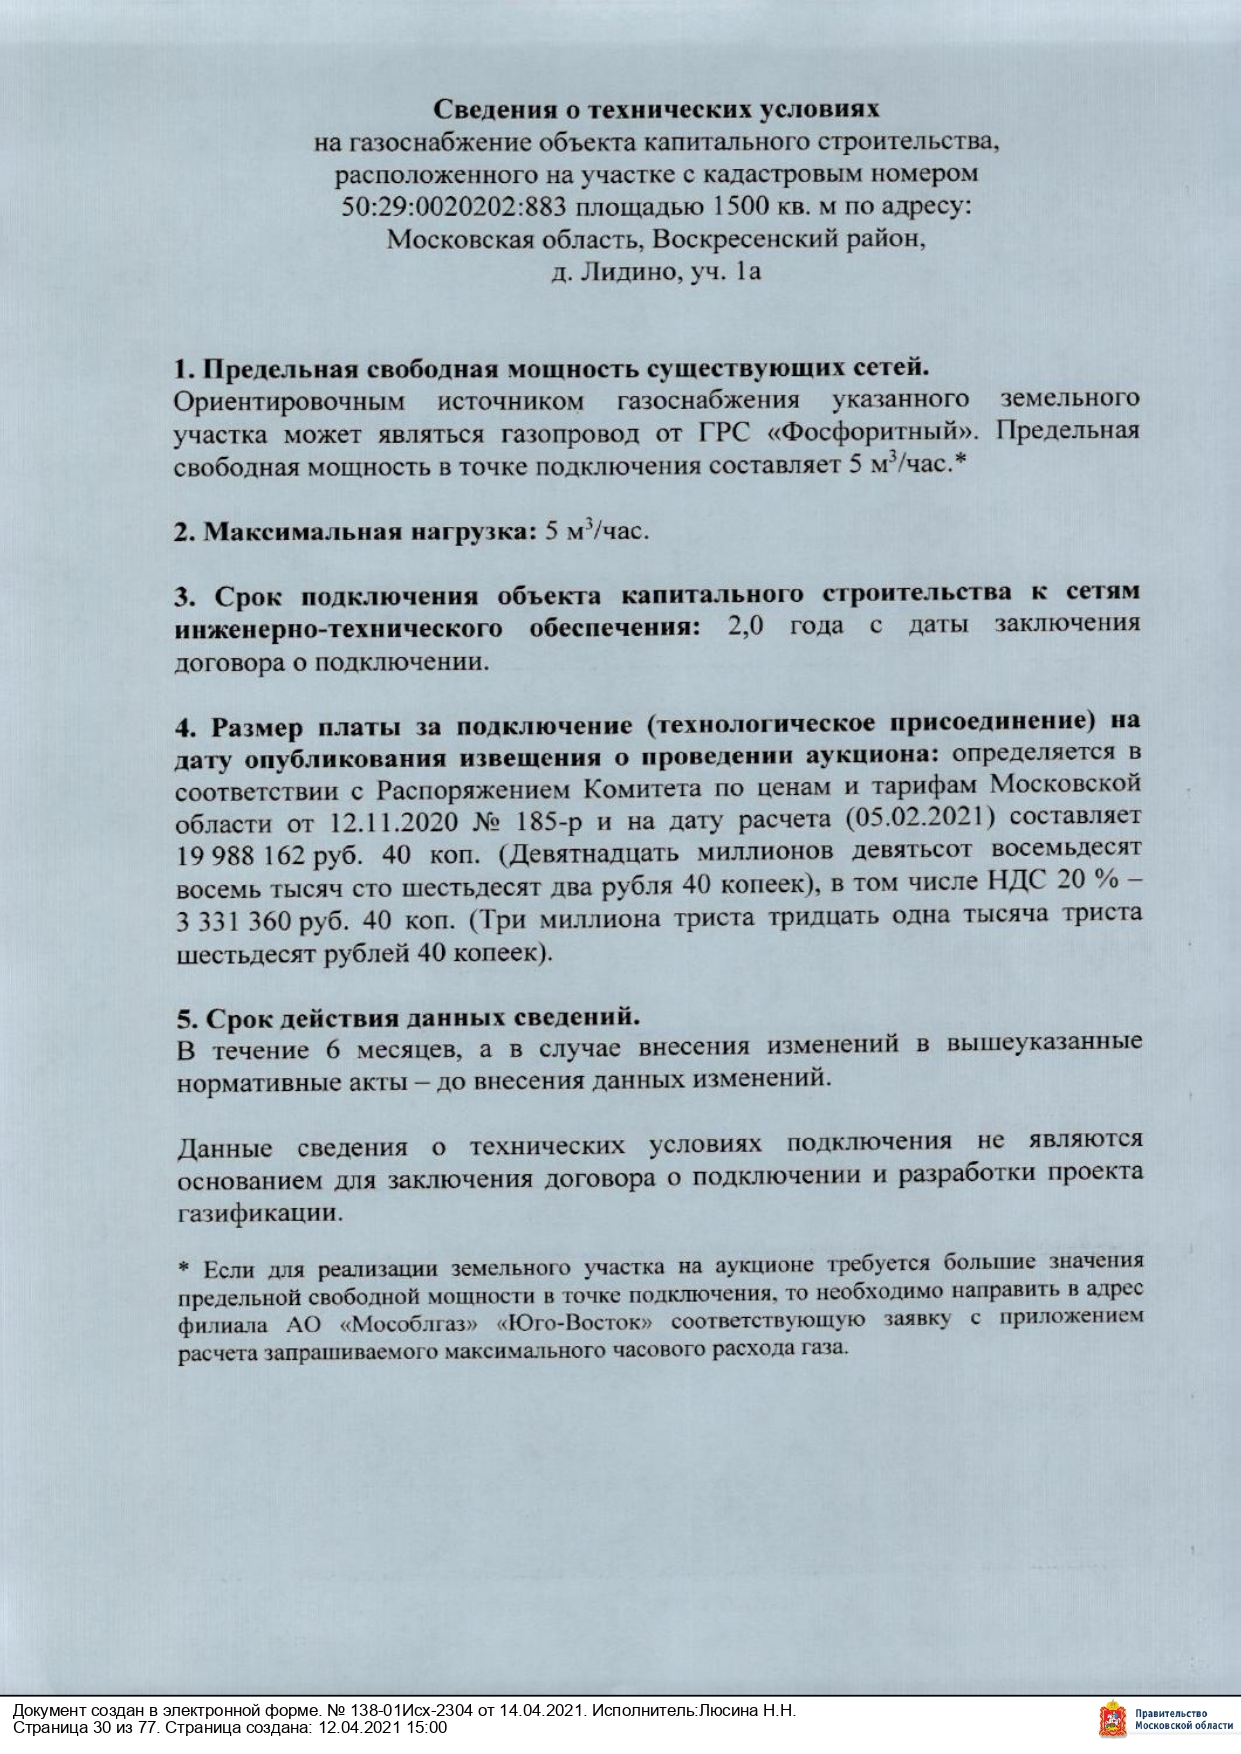 Сведения о технических условиях
на газоснабжение объекта капитального строительства,
расположенного на участке с кадастровым номером
50:29:0020202:883 площадью 1500 кв. м по адресу:
Московская область, Воскресенский район,
д. Лидино, уч. 1а
1. Предельная свободная мощность существующих сетей.
Ориентировочным источником газоснабжения указанного земельного
участка может являться газопровод от ГРС «Фосфоритный». Предельная
свободная мощность в точке подключения составляет 5 м³/час.*
2. Максимальная нагрузка: 5 м³/час.
3. Срок подключения объекта капитального строительства к сетям
инженерно-технического обеспечения: 2,0 года с даты заключения
договора о подключении.
4. Размер платы за подключение (технологическое присоединение) на
дату опубликования извещения о проведении аукциона: определяется в
соответствии с Распоряжением Комитета по ценам и тарифам Московской
области от 12.11.2020 № 185-р и на дату расчета (05.02.2021) составляет
19 988 162 руб. 40 коп. (Девятнадцать миллионов девятьсот восемьдесят
восемь тысяч сто шестьдесят два рубля 40 копеек), в том числе НДС 20 % –
3 331 360 руб. 40 коп. (Три миллиона триста тридцать одна тысяча триста
шестьдесят рублей 40 копеек).
5. Срок действия данных сведений.
В течение 6 месяцев, а в случае внесения изменений в вышеуказанные
нормативные акты – до внесения данных изменений.
Данные сведения о технических условиях подключения не являются
основанием для заключения договора о подключении и разработки проекта
газификации.
* Если для реализации земельного участка на аукционе требуется большие значения
предельной свободной мощности в точке подключения, то необходимо направить в адрес
филиала АО «Мособлгаз» «Юго-Восток» соответствующую заявку с приложением
расчета запрашиваемого максимального часового расхода газа.
Документ создан в электронной форме. № 138-01Исх-2304 от 14.04.2021. Исполнитель:Люсина Н.Н.
Страница 30 из 77. Страница создана: 12.04.2021 15:00
Правительство
Московской области